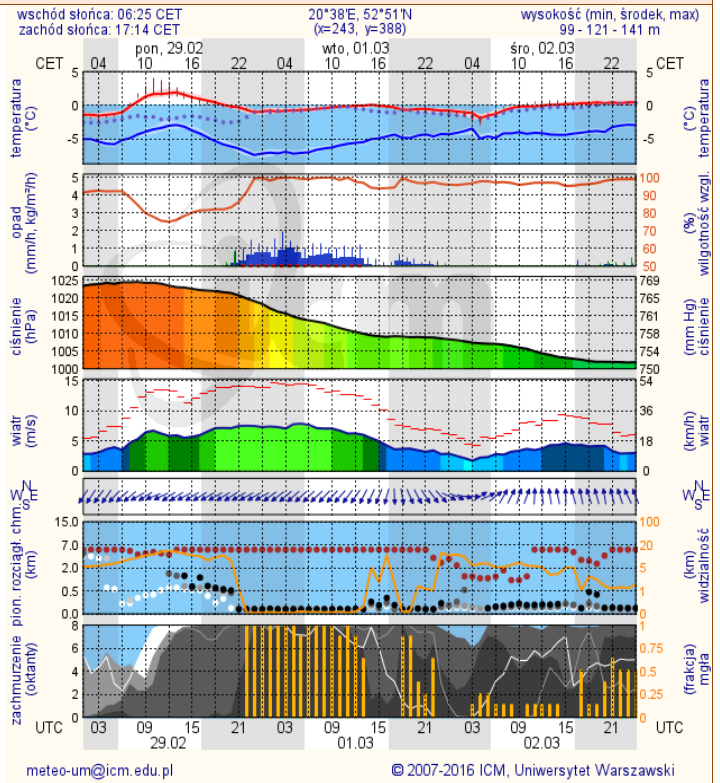 wschód słońca: 06:25 CET 20°38'E, 52°51'N wysokość (min, środek, max)
zachód słońca: 17:14 CET (x=243, y=388) 99 - 121 - 141 m
pon, 29.02 wto, 01.03 śro, 02.03
CET 04 10 16 22 04 10 16 22 04 10 16 22 CET
temperatura (°C)
5 0 -5
5 0 -5
(°C) temperatura
opad (mm/h, kg/m²/h)
5 4 3 2 1 0
100 90 80 70 60 50
(%) wilgotność wzgl.
ciśnienie (hPa)
1025 1020 1015 1010 1005 1000
769 765 761 758 754 750
(mm Hg) ciśnienie
wiatr (m/s)
15 10 5 0
54 36 18 0
(km/h) wiatr
N W E S
N W E S
pion. rozciągł. chm. (km)
15.0 7.0 2.0 0.5 0.0
100 20 5 1 0
(km) widzialność
zachmurzenie (oktanty)
8 6 4 2 0
1 0.75 0.5 0.25 0
(frakcja) mgła
UTC 03 09 15 21 03 09 15 21 03 09 15 21 UTC
29.02 01.03 02.03
meteo-um@icm.edu.pl © 2007-2016 ICM, Uniwersytet Warszawski